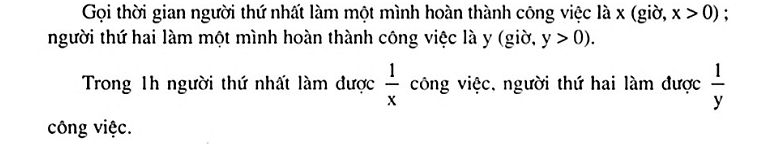 Gọi thời gian người thứ nhất làm một mình hoàn thành công việc là x (giờ, x > 0) ;
người thứ hai làm một mình hoàn thành công việc là y (giờ, y > 0).
Trong 1h người thứ nhất làm được 1/x công việc, người thứ hai làm được 1/y
công việc.